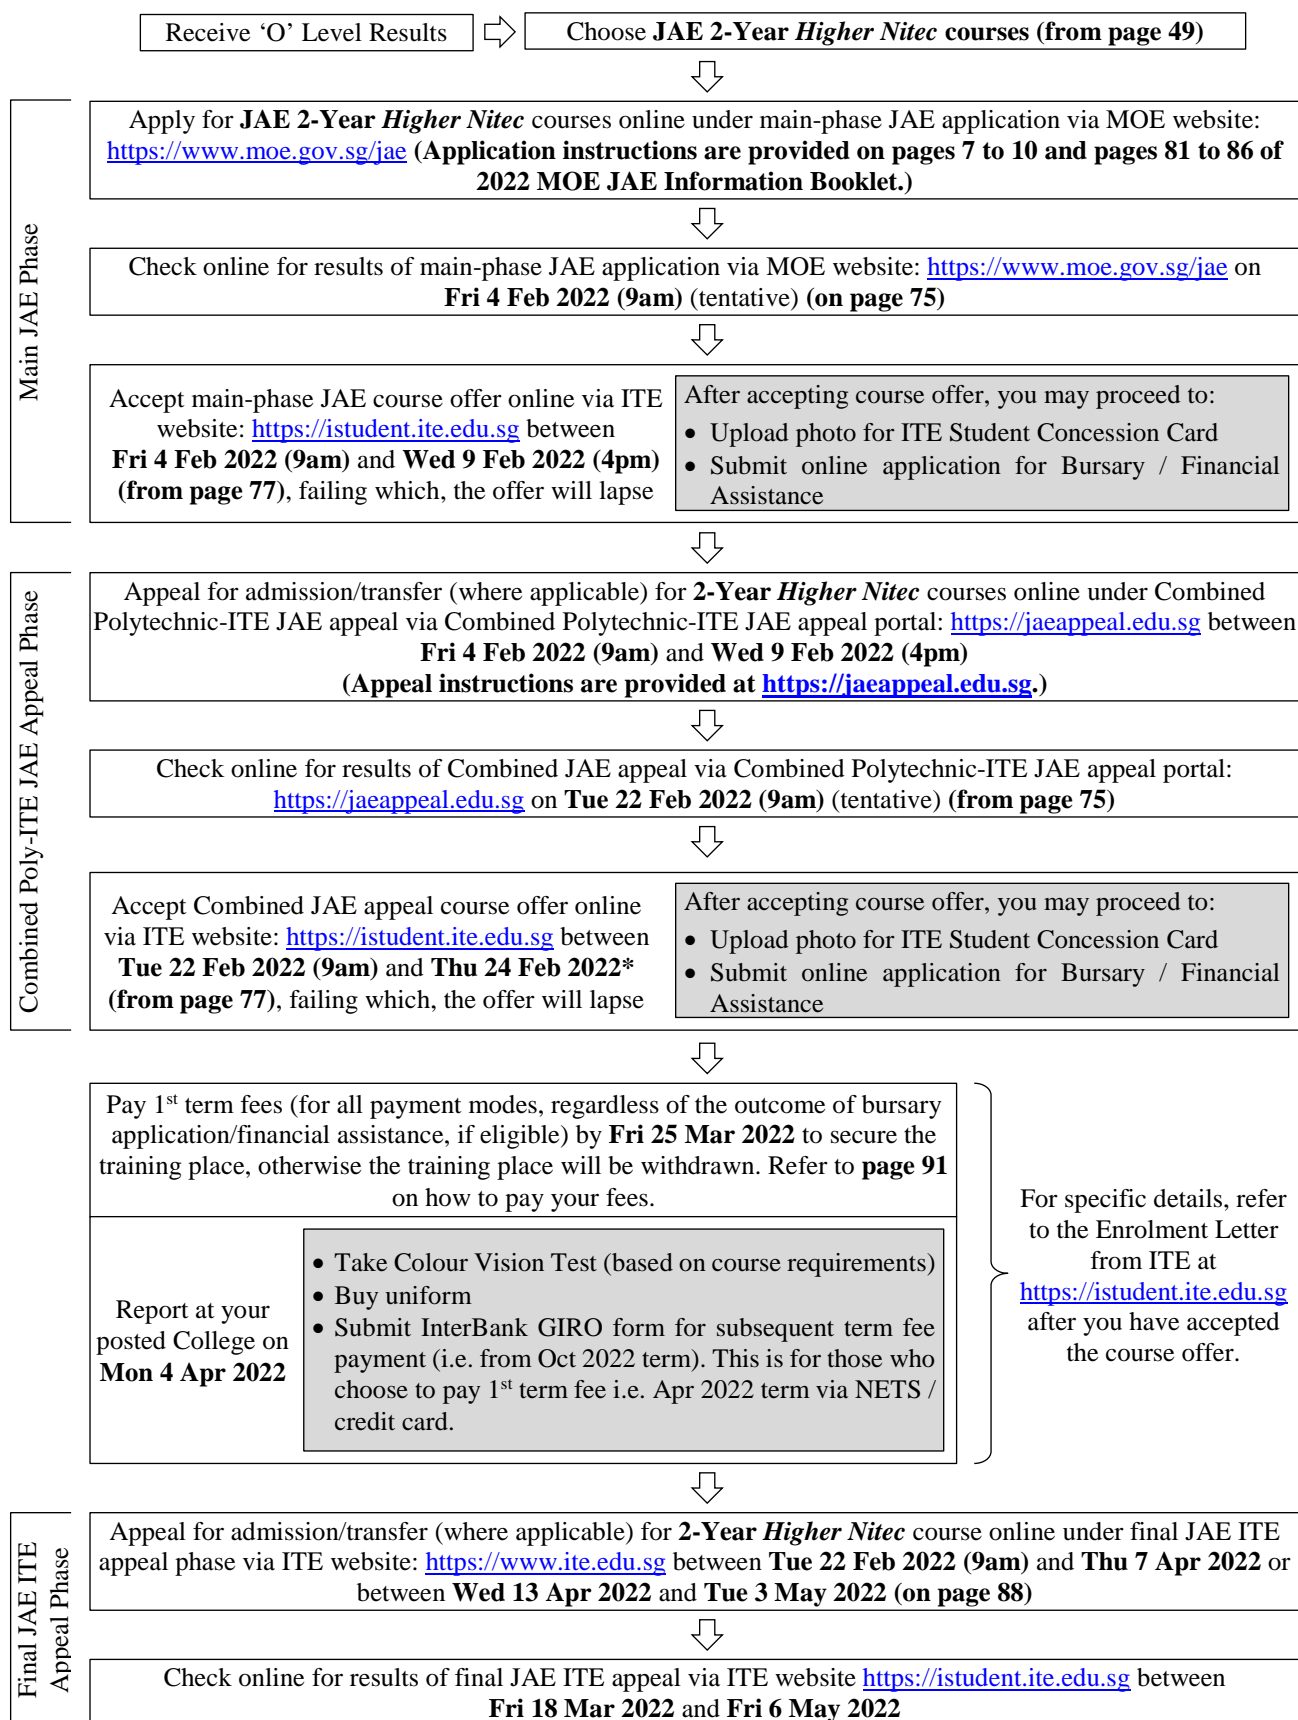 Receive ‘O’ Level Results
Choose JAE 2-Year Higher Nitec courses (from page 49)
Main JAE Phase
Apply for JAE 2-Year Higher Nitec courses online under main-phase JAE application via MOE website:
https://www.moe.gov.sg/jae (Application instructions are provided on pages 7 to 10 and pages 81 to 86 of
2022 MOE JAE Information Booklet.)
Check online for results of main-phase JAE application via MOE website: https://www.moe.gov.sg/jae on
Fri 4 Feb 2022 (9am) (tentative) (on page 75)
Accept main-phase JAE course offer online via ITE
website: https://istudent.ite.edu.sg between
Fri 4 Feb 2022 (9am) and Wed 9 Feb 2022 (4pm)
(from page 77), failing which, the offer will lapse
After accepting course offer, you may proceed to:
• Upload photo for ITE Student Concession Card
• Submit online application for Bursary / Financial
Assistance
Combined Poly-ITE JAE Appeal Phase
Appeal for admission/transfer (where applicable) for 2-Year Higher Nitec courses online under Combined
Polytechnic-ITE JAE appeal via Combined Polytechnic-ITE JAE appeal portal: https://jaeappeal.edu.sg between
Fri 4 Feb 2022 (9am) and Wed 9 Feb 2022 (4pm)
(Appeal instructions are provided at https://jaeappeal.edu.sg.)
Check online for results of Combined JAE appeal via Combined Polytechnic-ITE JAE appeal portal:
https://jaeappeal.edu.sg on Tue 22 Feb 2022 (9am) (tentative) (from page 75)
Accept Combined JAE appeal course offer online
via ITE website: https://istudent.ite.edu.sg between
Tue 22 Feb 2022 (9am) and Thu 24 Feb 2022*
(from page 77), failing which, the offer will lapse
After accepting course offer, you may proceed to:
• Upload photo for ITE Student Concession Card
• Submit online application for Bursary / Financial
Assistance
Pay 1st term fees (for all payment modes, regardless of the outcome of bursary
application/financial assistance, if eligible) by Fri 25 Mar 2022 to secure the
training place, otherwise the training place will be withdrawn. Refer to page 91
on how to pay your fees.
Report at your
posted College on
Mon 4 Apr 2022
• Take Colour Vision Test (based on course requirements)
• Buy uniform
• Submit InterBank GIRO form for subsequent term fee
payment (i.e. from Oct 2022 term). This is for those who
choose to pay 1st term fee i.e. Apr 2022 term via NETS /
credit card.
For specific details, refer
to the Enrolment Letter
from ITE at
https://istudent.ite.edu.sg
after you have accepted
the course offer.
Final JAE ITE
Appeal Phase
Appeal for admission/transfer (where applicable) for 2-Year Higher Nitec course online under final JAE ITE
appeal phase via ITE website: https://www.ite.edu.sg between Tue 22 Feb 2022 (9am) and Thu 7 Apr 2022 or
between Wed 13 Apr 2022 and Tue 3 May 2022 (on page 88)
Check online for results of final JAE ITE appeal via ITE website https://istudent.ite.edu.sg between
Fri 18 Mar 2022 and Fri 6 May 2022